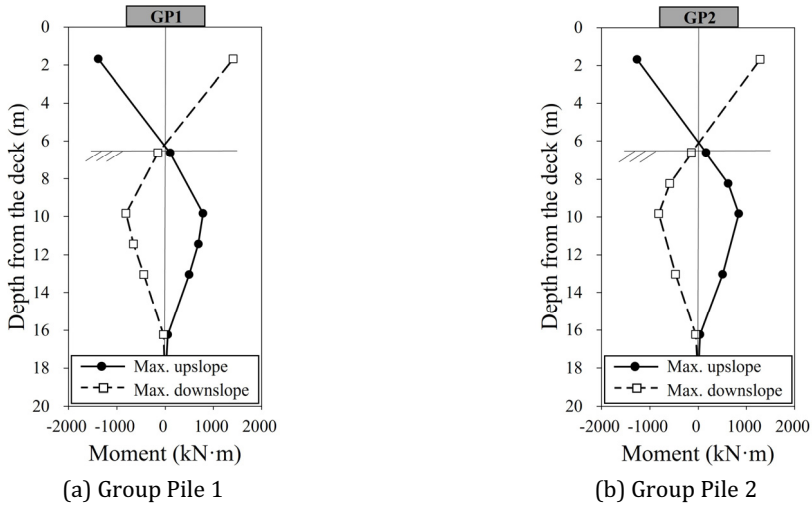 GP1
0
2
4
6
8
10
12
14
16
18
20
Depth from the deck (m)
Max. upslope
Max. downslope
-2000 -1000 0 1000 2000
Moment (kN·m)
(a) Group Pile 1
GP2
0
2
4
6
8
10
12
14
16
18
20
Depth from the deck (m)
Max. upslope
Max. downslope
-2000 -1000 0 1000 2000
Moment (kN·m)
(b) Group Pile 2